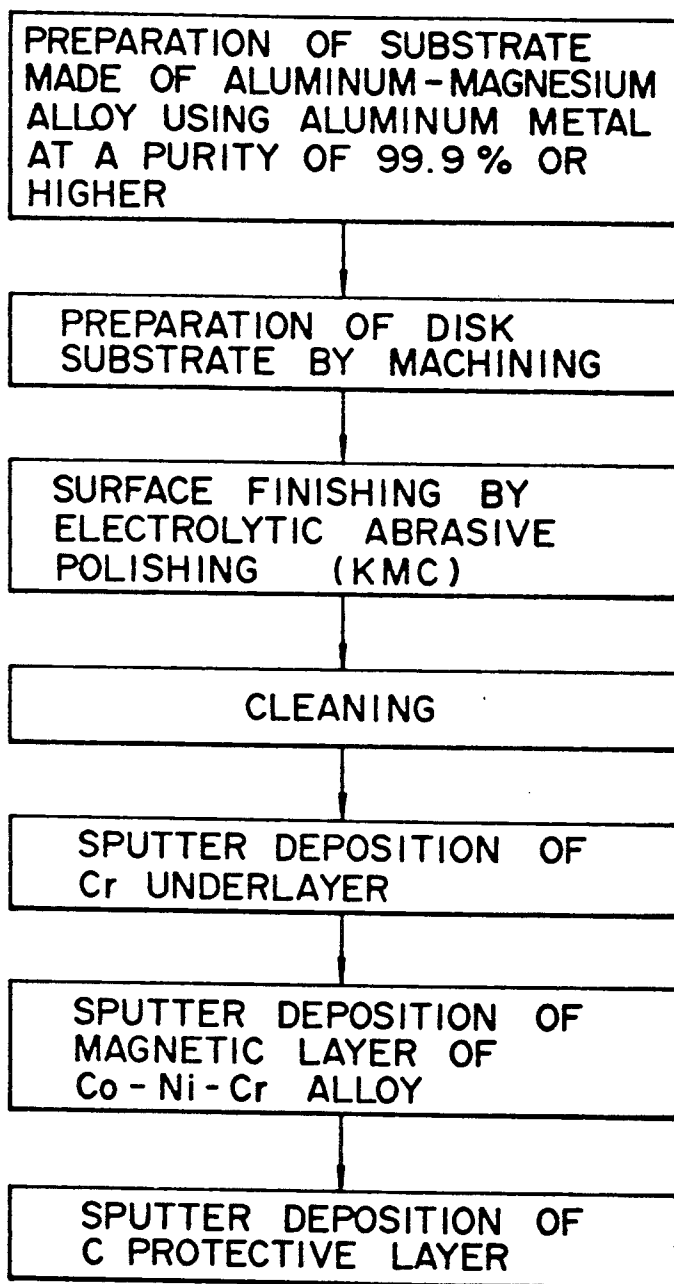 PREPARATION OF SUBSTRATE
MADE OF ALUMINUM-MAGNESIUM
ALLOY USING ALUMINUM METAL
AT A PURITY OF 99.9% OR
HIGHER
PREPARATION OF DISK
SUBSTRATE BY MACHINING
SURFACE FINISHING BY
ELECTROLYTIC ABRASIVE
POLISHING (KMC)
CLEANING
SPUTTER DEPOSITION OF
Cr UNDERLAYER
SPUTTER DEPOSITION OF
MAGNETIC LAYER OF
Co-Ni-Cr ALLOY
SPUTTER DEPOSITION OF
C PROTECTIVE LAYER